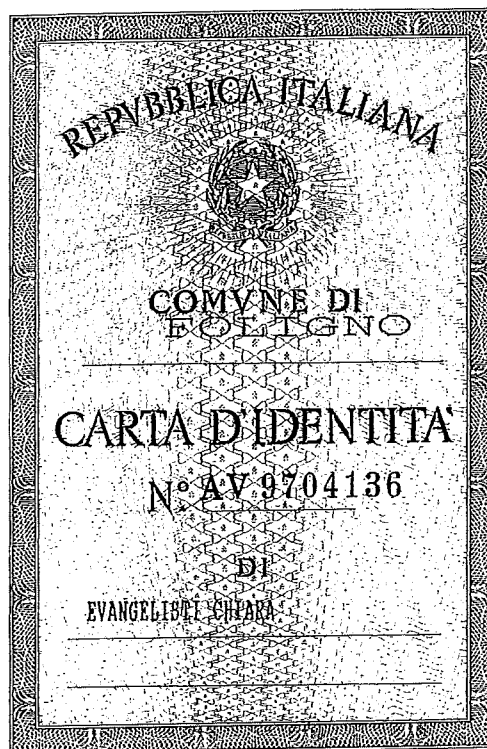 REPVBBLICA ITALIANA
COMVNE DI
FOLIGNO
CARTA D'IDENTITA'
N° AV 9704136
DI
EVANGELISTI CHIARA